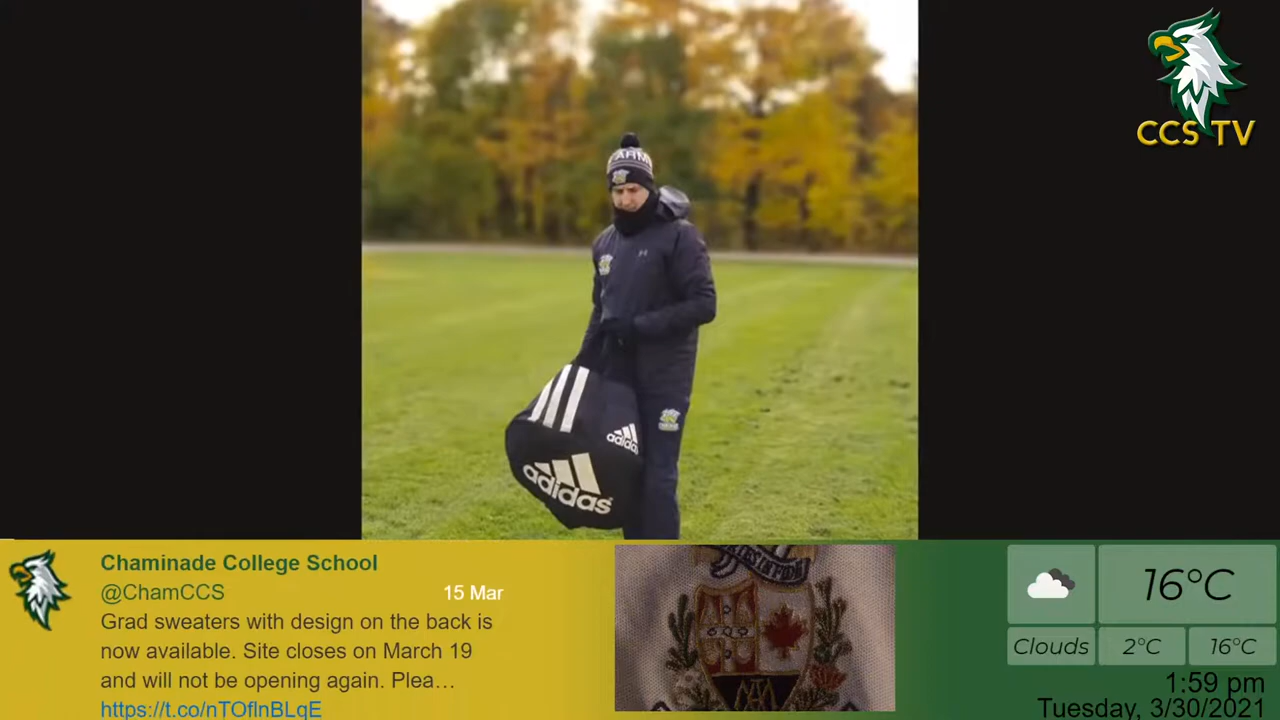 CCS TV
ARM
adidas
adidas
Chaminade College School
@ChamCCS
15 Mar
Grad sweaters with design on the back is
now available. Site closes on March 19
and will not be opening again. Plea…
https://t.co/nTOflnBLqE
16°C
Clouds
2°C
16°C
1:59 pm
Tuesday, 3/30/2021